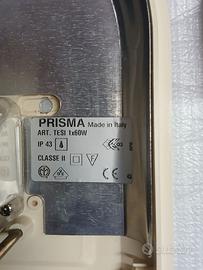 PRISMA Made in Italy
ART. TESI 1x60W
IP 43
CLASSE II
F
CE